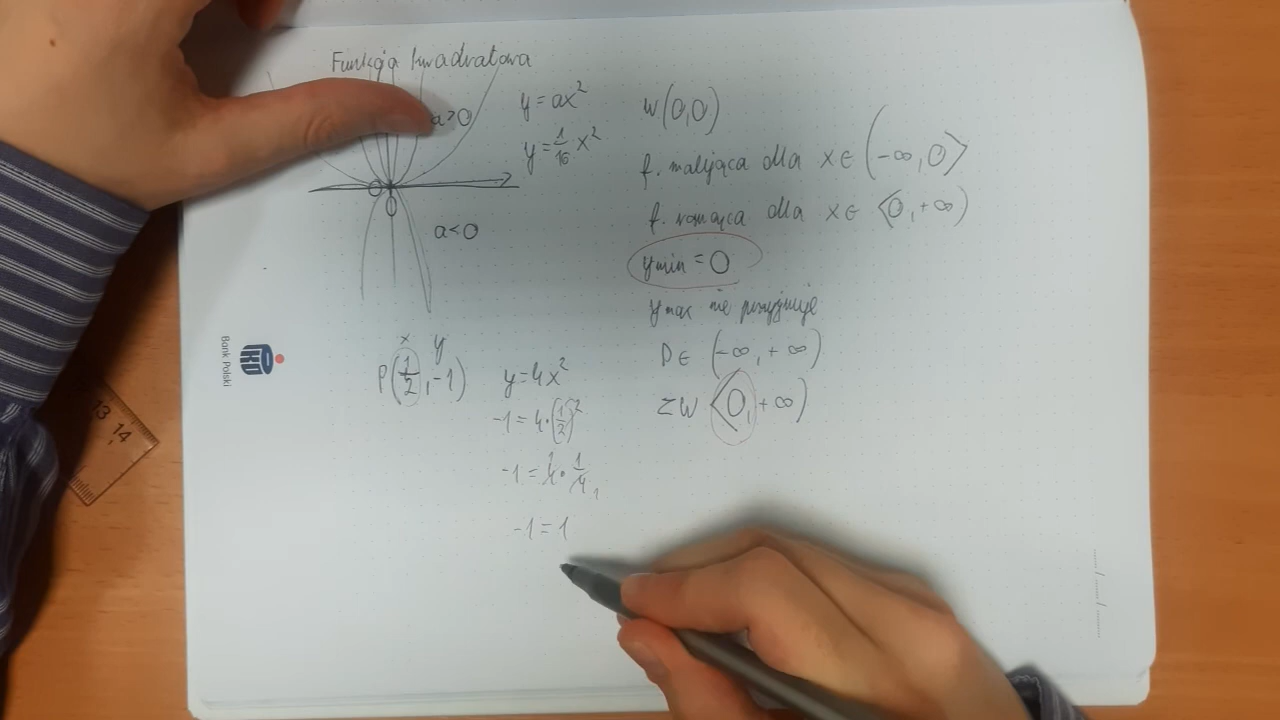 Funkcja kwadratowa
a>0
y=ax²
y=1/16 x²
a<0
W(0,0)
f. malejąca dla x∈(-∞,0⟩
f. rosnąca dla x∈⟨0,+∞)
ymin=0
ymax nie przyjmuje
D∈(-∞,+∞)
ZW⟨0,+∞)
x y
P(1/2,-1)
y=4x²
-1=4·(1/2)²
-1=4·1/4
-1=1
Bank Polski
13 14